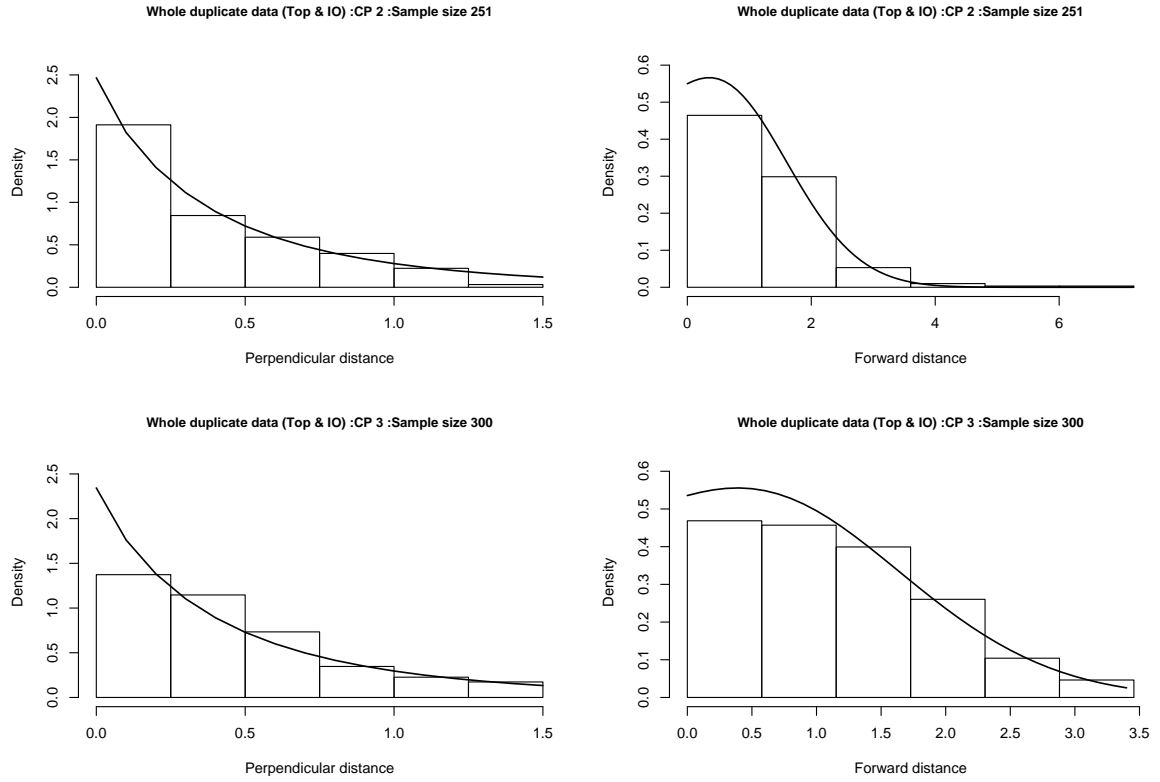 Whole duplicate data (Top & IO) :CP 2 :Sample size 251
Density
0.0 0.5 1.0 1.5 2.0 2.5
0.0 0.5 1.0 1.5
Perpendicular distance
Whole duplicate data (Top & IO) :CP 2 :Sample size 251
Density
0.0 0.1 0.2 0.3 0.4 0.5 0.6
0 2 4 6
Forward distance
Whole duplicate data (Top & IO) :CP 3 :Sample size 300
Density
0.0 0.5 1.0 1.5 2.0 2.5
0.0 0.5 1.0 1.5
Perpendicular distance
Whole duplicate data (Top & IO) :CP 3 :Sample size 300
Density
0.0 0.1 0.2 0.3 0.4 0.5 0.6
0.0 0.5 1.0 1.5 2.0 2.5 3.0 3.5
Forward distance